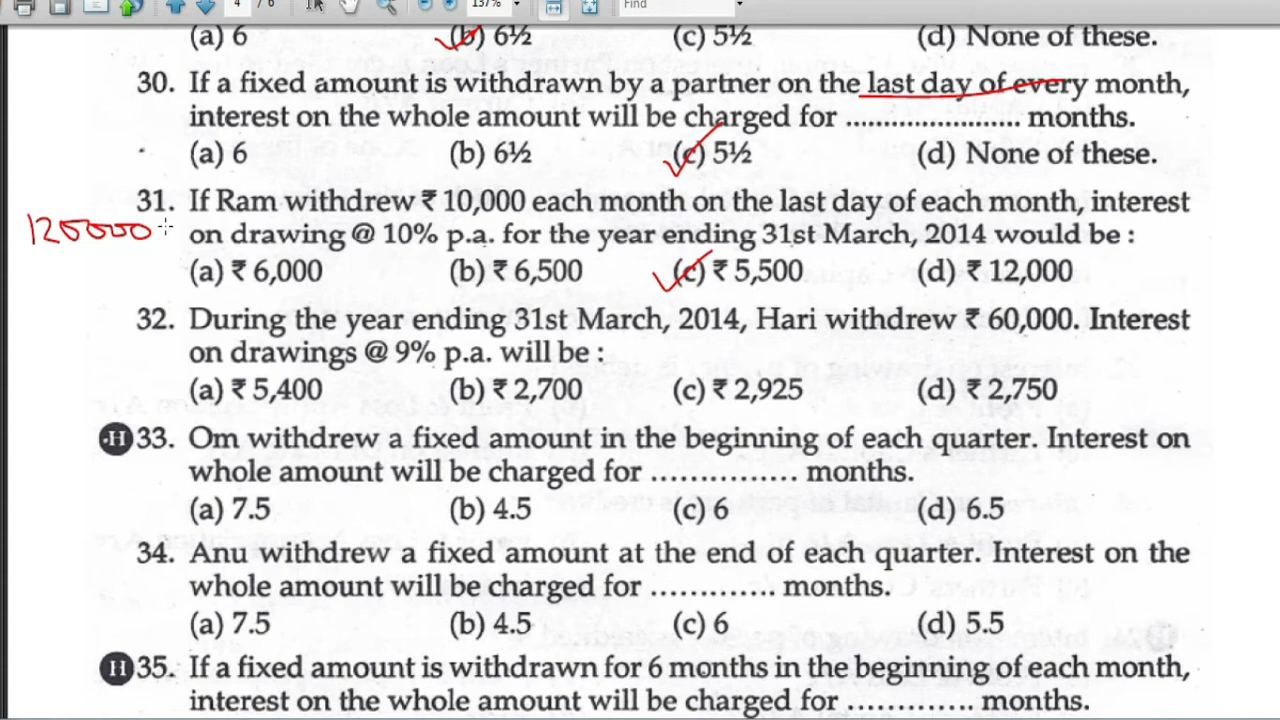 4 / 6
137%
Find
(a) 6 (b) 6½ (c) 5½ (d) None of these.
30. If a fixed amount is withdrawn by a partner on the last day of every month,
interest on the whole amount will be charged for ........................ months.
(a) 6 (b) 6½ (c) 5½ (d) None of these.
31. If Ram withdrew ₹ 10,000 each month on the last day of each month, interest
120000
on drawing @ 10% p.a. for the year ending 31st March, 2014 would be :
(a) ₹ 6,000 (b) ₹ 6,500 (c) ₹ 5,500 (d) ₹ 12,000
32. During the year ending 31st March, 2014, Hari withdrew ₹ 60,000. Interest
on drawings @ 9% p.a. will be :
(a) ₹ 5,400 (b) ₹ 2,700 (c) ₹ 2,925 (d) ₹ 2,750
H 33. Om withdrew a fixed amount in the beginning of each quarter. Interest on
whole amount will be charged for ............... months.
(a) 7.5 (b) 4.5 (c) 6 (d) 6.5
34. Anu withdrew a fixed amount at the end of each quarter. Interest on the
whole amount will be charged for ............. months.
(a) 7.5 (b) 4.5 (c) 6 (d) 5.5
H 35. If a fixed amount is withdrawn for 6 months in the beginning of each month,
interest on the whole amount will be charged for ............. months.